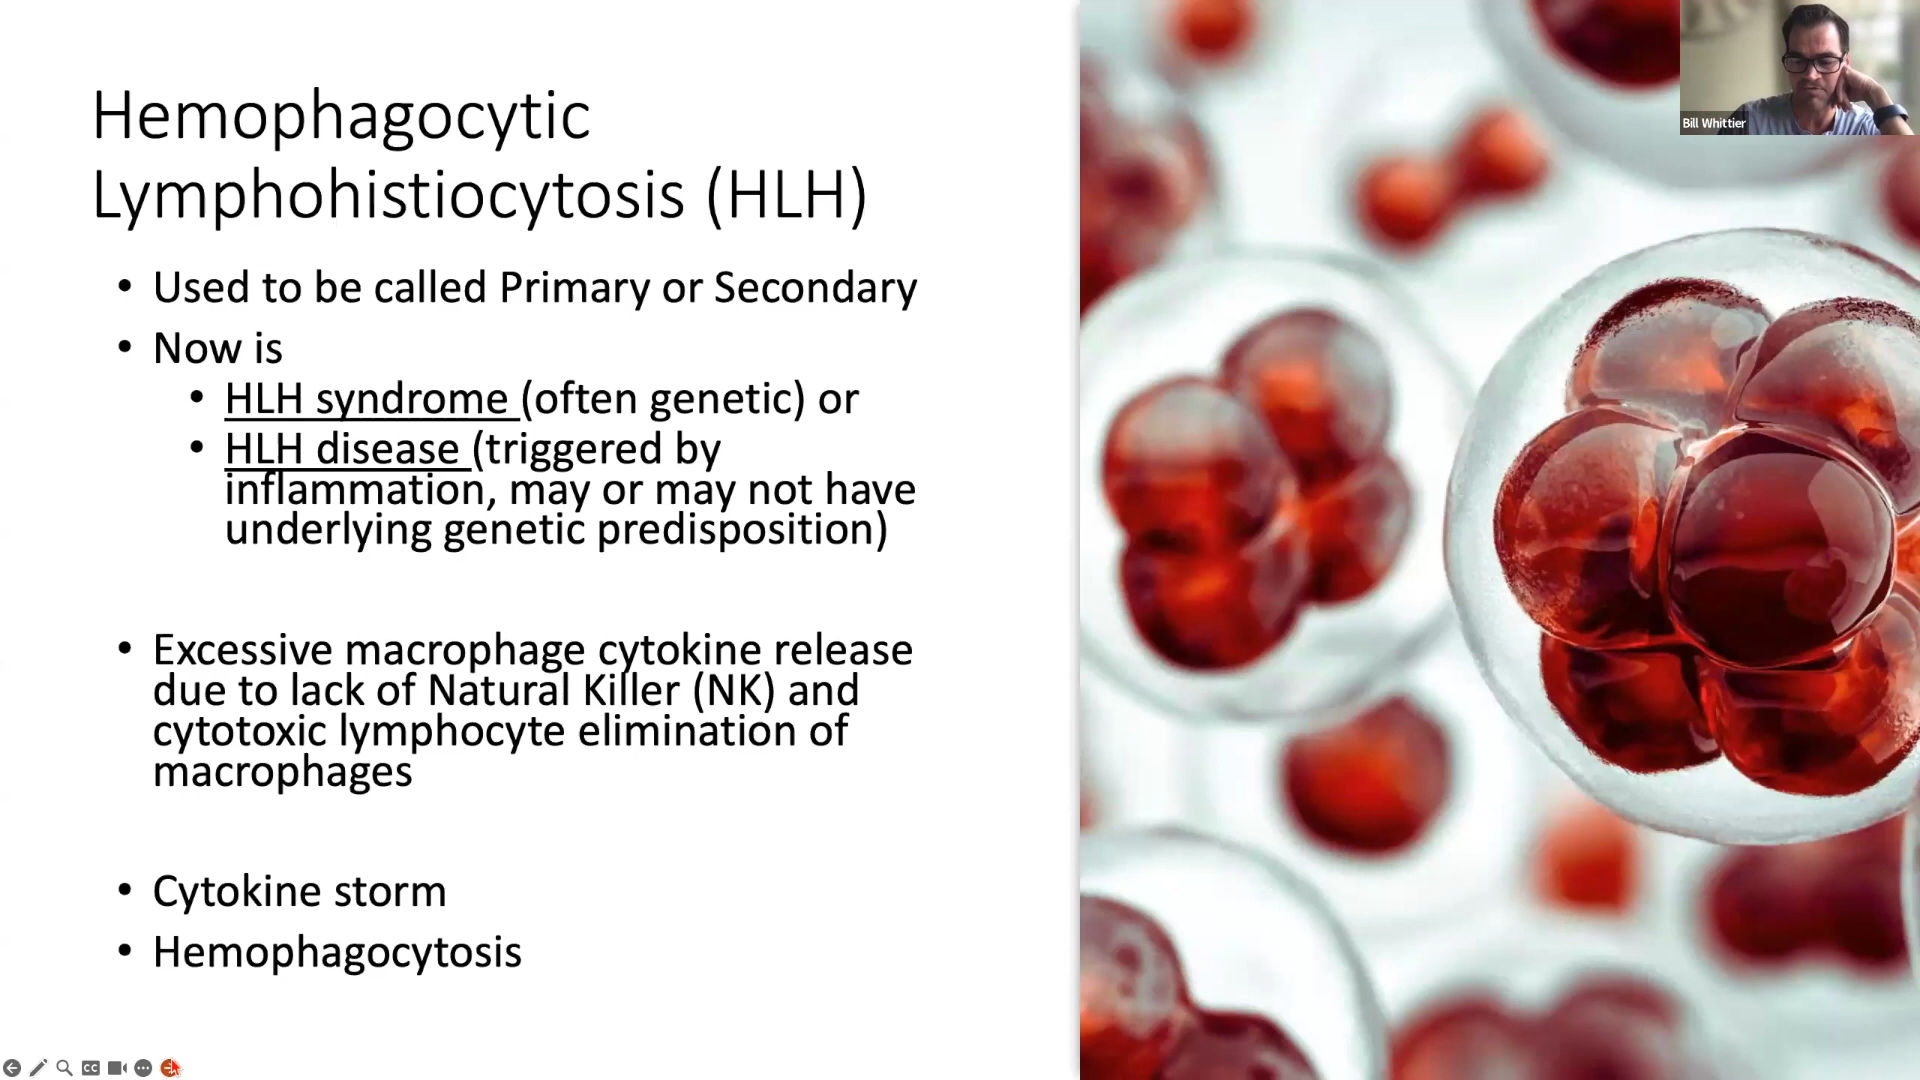 Hemophagocytic
Lymphohistiocytosis (HLH)
• Used to be called Primary or Secondary
• Now is
• HLH syndrome (often genetic) or
• HLH disease (triggered by
inflammation, may or may not have
underlying genetic predisposition)
• Excessive macrophage cytokine release
due to lack of Natural Killer (NK) and
cytotoxic lymphocyte elimination of
macrophages
• Cytokine storm
• Hemophagocytosis
Bill Whittier
CC